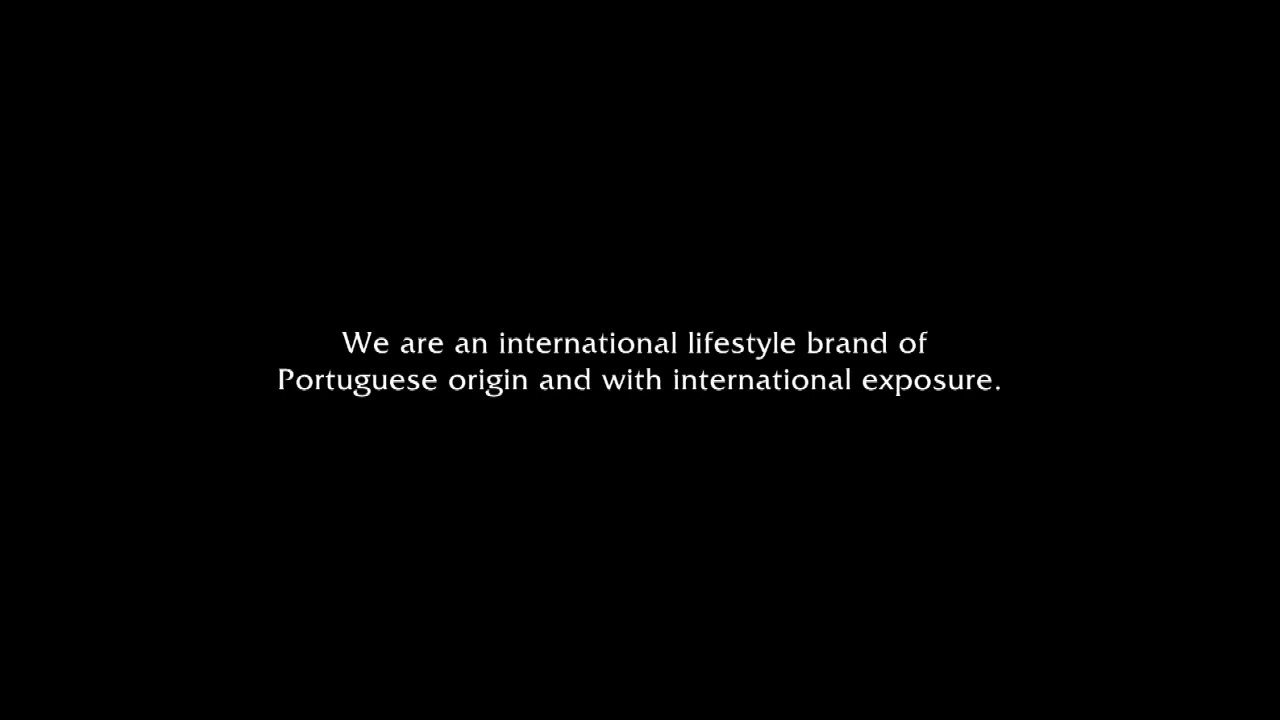 We are an international lifestyle brand of
Portuguese origin and with international exposure.